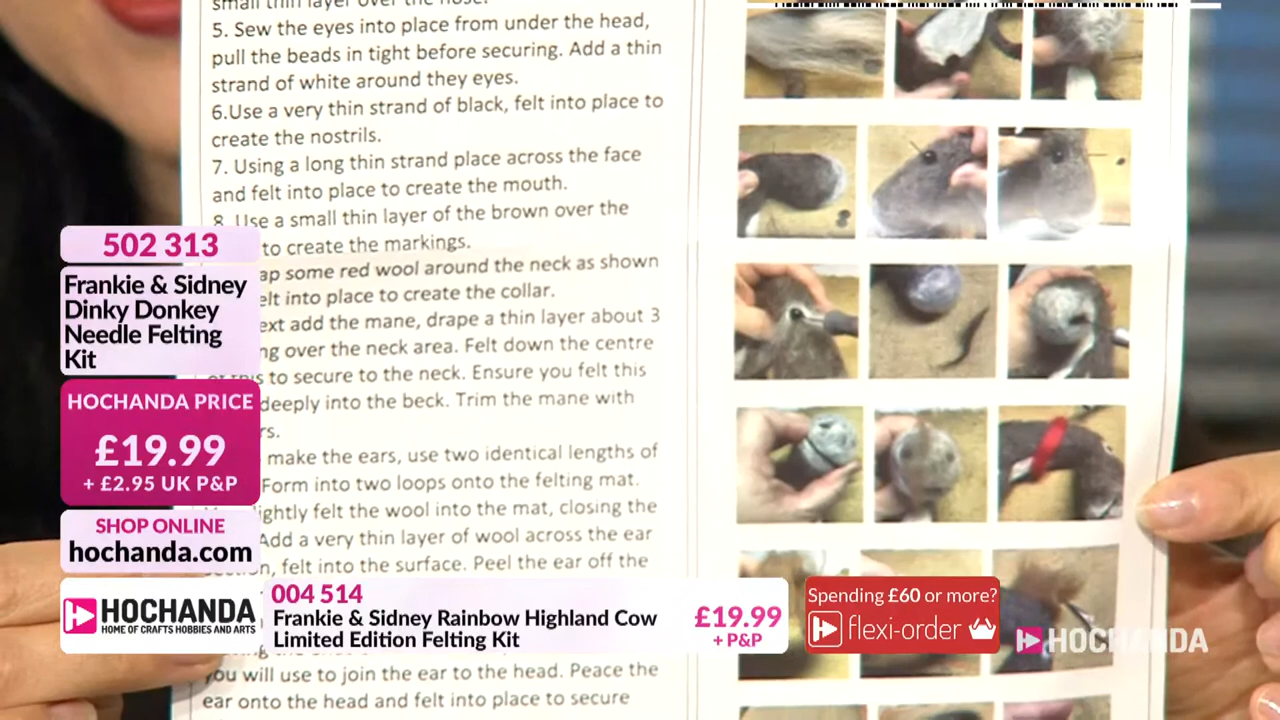 small thin layer over the nose.
5. Sew the eyes into place from under the head,
pull the beads in tight before securing. Add a thin
strand of white around they eyes.
6.Use a very thin strand of black, felt into place to
create the nostrils.
7. Using a long thin strand place across the face
and felt into place to create the mouth.
8. Use a small thin layer of the brown over the
to create the markings.
some red wool around the neck as shown
into place to create the collar.
add the mane, drape a thin layer about 3
over the neck area. Felt down the centre
of this to secure to the neck. Ensure you felt this
deeply into the beck. Trim the mane with
make the ears, use two identical lengths of
Form into two loops onto the felting mat.
lightly felt the wool into the mat, closing the
Add a very thin layer of wool across the ear
felt into the surface. Peel the ear off the
you will use to join the ear to the head. Peace the
ear onto the head and felt into place to secure
502 313
Frankie & Sidney
Dinky Donkey
Needle Felting
Kit
HOCHANDA PRICE
£19.99
+ £2.95 UK P&P
SHOP ONLINE
hochanda.com
HOCHANDA
HOME OF CRAFTS HOBBIES AND ARTS
004 514
Frankie & Sidney Rainbow Highland Cow
Limited Edition Felting Kit
£19.99
+ P&P
Spending £60 or more?
flexi-order
HOCHANDA